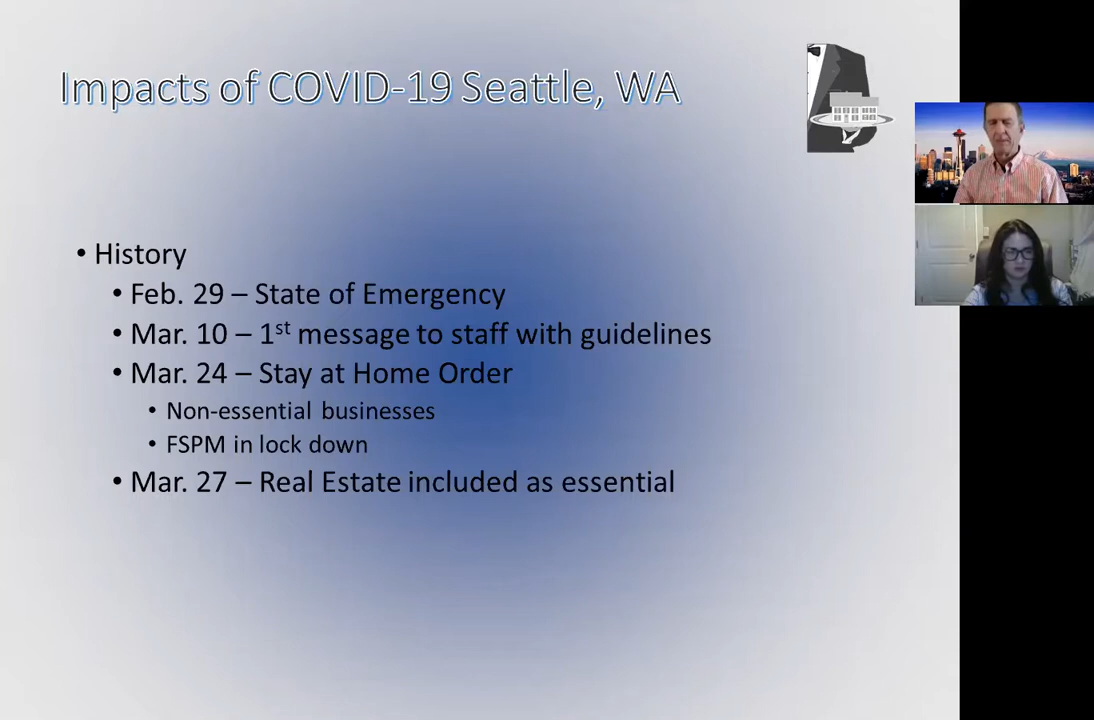 Impacts of COVID-19 Seattle, WA
• History
• Feb. 29 – State of Emergency
• Mar. 10 – 1st message to staff with guidelines
• Mar. 24 – Stay at Home Order
• Non-essential businesses
• FSPM in lock down
• Mar. 27 – Real Estate included as essential